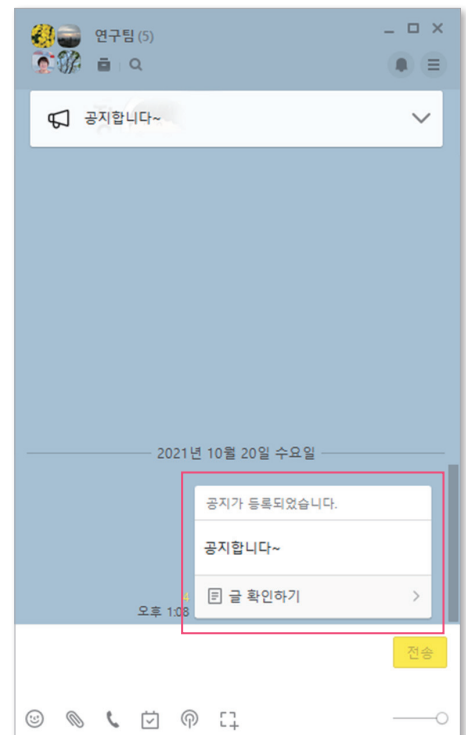 연구팀 (5)
공지합니다~
2021년 10월 20일 수요일
공지가 등록되었습니다.
공지합니다~
4
글 확인하기
오후 1:08
전송